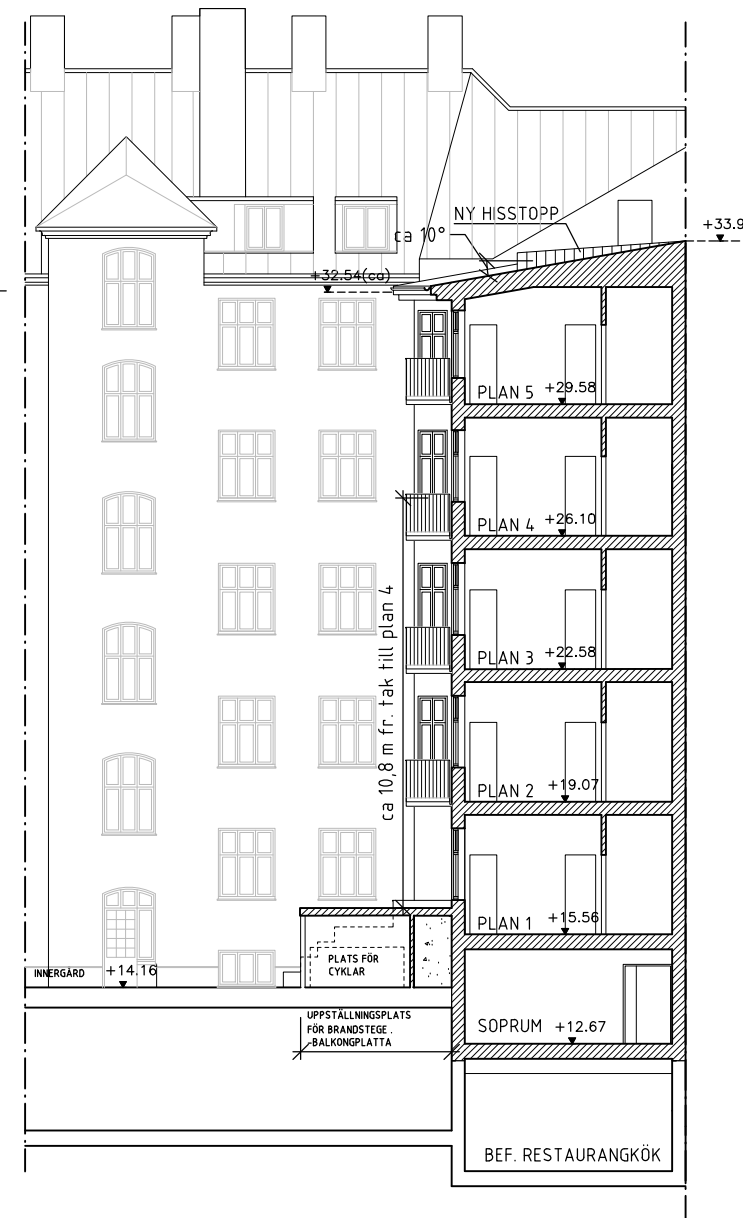 NY HISSTOPP
+33.9
ca 10°
+32.54(ca)
PLAN 5 +29.58
PLAN 4 +26.10
PLAN 3 +22.58
ca 10,8 m fr. tak till plan 4
PLAN 2 +19.07
PLAN 1 +15.56
PLATS FÖR
CYKLAR
INNERGÅRD +14.16
UPPSTÄLLNINGSPLATS
FÖR BRANDSTEGE .
-BALKONGPLATTA
SOPRUM +12.67
BEF. RESTAURANGKÖK